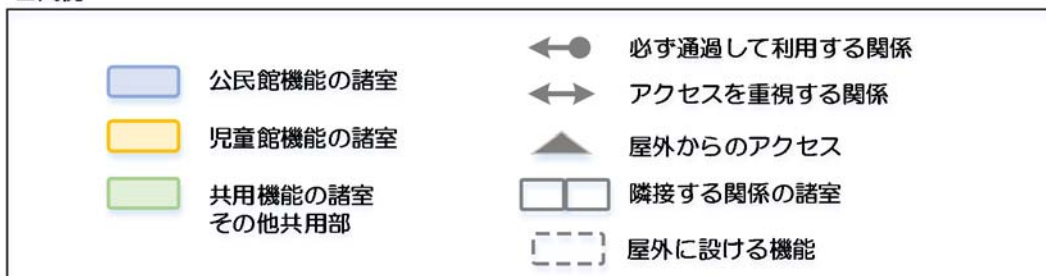 公民館機能の諸室
児童館機能の諸室
共用機能の諸室
その他共用部
必ず通過して利用する関係
アクセスを重視する関係
屋外からのアクセス
隣接する関係の諸室
屋外に設ける機能